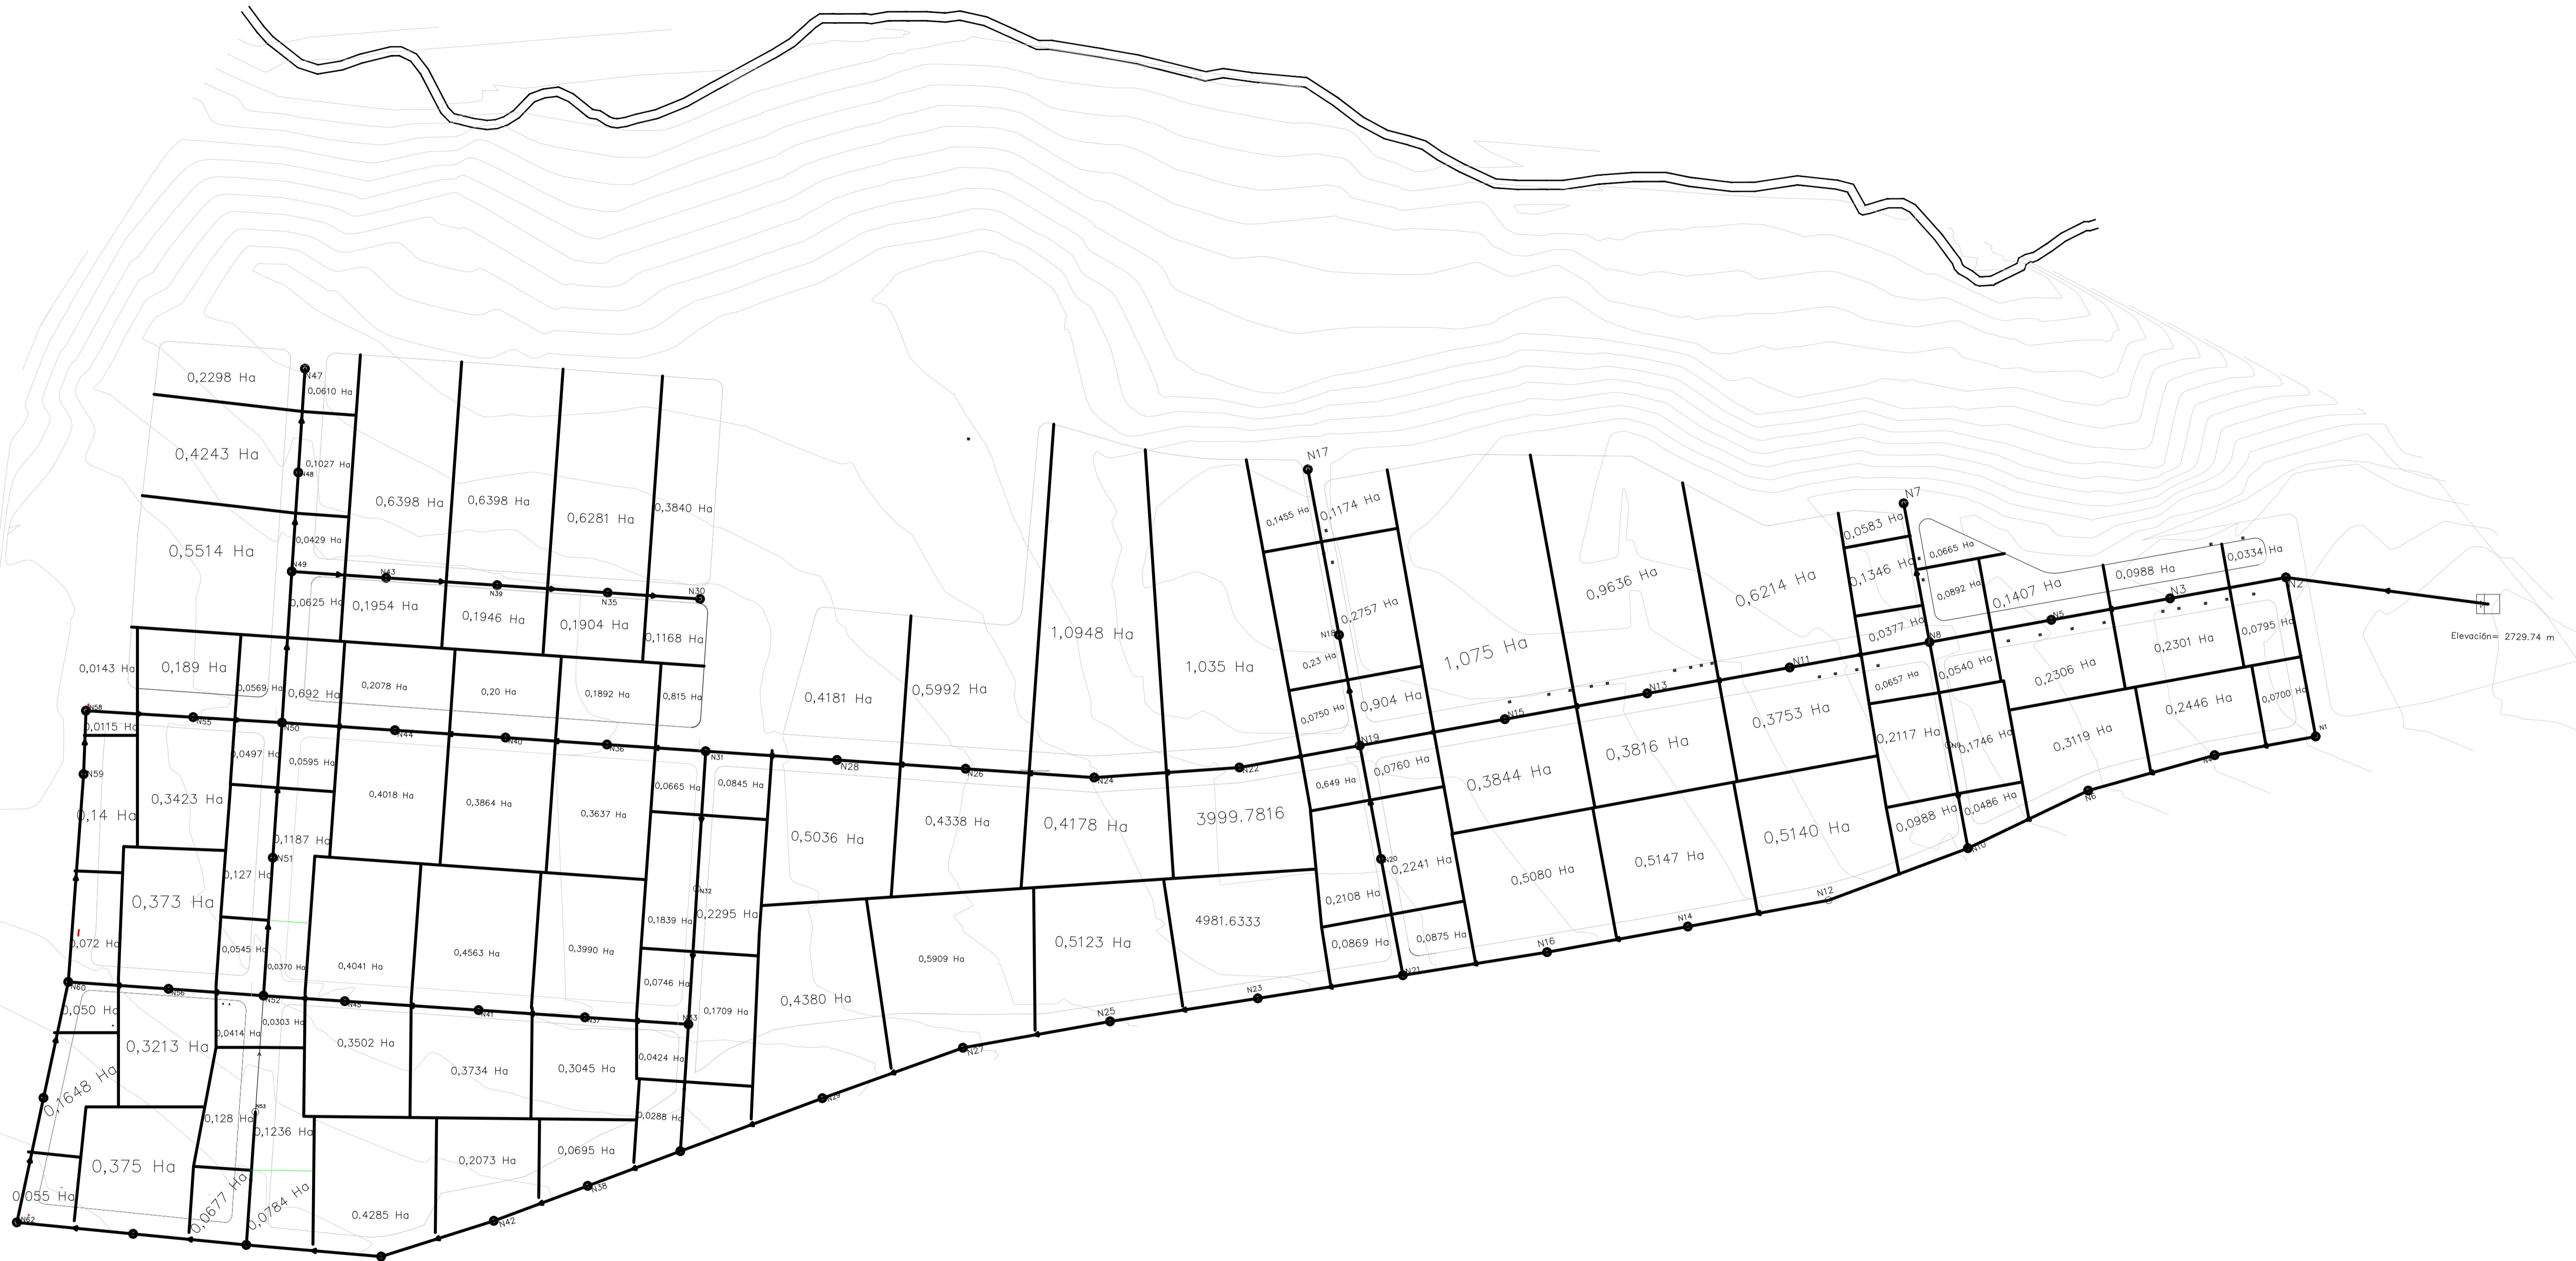 0,2298 Ha
N47
0,0610 Ha
0,4243 Ha
0,1027 Ha
N48
0,6398 Ha
0,6398 Ha
0,6281 Ha
0,3840 Ha
0,5514 Ha
0,0429 Ha
N49
N43
N39
N35
N30
0,0625 Ha
0,1954 Ha
0,1946 Ha
0,1904 Ha
0,1168 Ha
0,0143 Ha
0,189 Ha
0,0569 Ha
0,692 Ha
0,2078 Ha
0,20 Ha
0,1892 Ha
0,815 Ha
N58
N55
N50
N44
N40
N36
N31
0,0115 Ha
0,0497 Ha
0,0595 Ha
0,4018 Ha
0,3864 Ha
0,3637 Ha
0,0665 Ha
0,0845 Ha
N59
0,14 Ha
0,3423 Ha
0,1187 Ha
N51
0,127 Ha
0,373 Ha
N32
0,2295 Ha
0,1839 Ha
0,072 Ha
0,0545 Ha
0,0370 Ha
0,4041 Ha
0,4563 Ha
0,3990 Ha
0,0746 Ha
N60
N56
N52
N45
N41
N37
N33
0,1709 Ha
0,050 Ha
0,0414 Ha
0,0303 Ha
0,3213 Ha
0,3502 Ha
0,3734 Ha
0,3045 Ha
0,0424 Ha
0,1648 Ha
0,128 Ha
N53
0,1236 Ha
0,0288 Ha
0,375 Ha
0,2073 Ha
0,0695 Ha
0,055 Ha
0,0677 Ha
0,0784 Ha
0.4285 Ha
N38
N42
N62
0,4181 Ha
0,5992 Ha
1,0948 Ha
1,035 Ha
N28
N26
N24
N22
0,5036 Ha
0,4338 Ha
0,4178 Ha
3999.7816
0,4380 Ha
0,5909 Ha
0,5123 Ha
4981.6333
N29
N27
N25
N23
N21
N17
0,1455 Ha
0,1174 Ha
0,2757 Ha
N18
0,23 Ha
0,0750 Ha
0,904 Ha
N19
0,649 Ha
0,0760 Ha
N20
0,2241 Ha
0,2108 Ha
0,0869 Ha
0,0875 Ha
1,075 Ha
0,9636 Ha
0,6214 Ha
N15
N13
N11
0,3844 Ha
0,3816 Ha
0,3753 Ha
0,5080 Ha
0,5147 Ha
0,5140 Ha
N16
N14
N12
N7
0,0583 Ha
0,1346 Ha
0,0377 Ha
0,0665 Ha
0,0892 Ha
0,1407 Ha
0,0988 Ha
0,0334 Ha
N8
N5
N3
N2
0,0657 Ha
0,0540 Ha
0,2306 Ha
0,2301 Ha
0,0795 Ha
0,2117 Ha
N9
0,1746 Ha
0,3119 Ha
0,2446 Ha
0,0700 Ha
N1
N4
N6
0,0988 Ha
0,0486 Ha
N10
Elevación= 2729.74 m